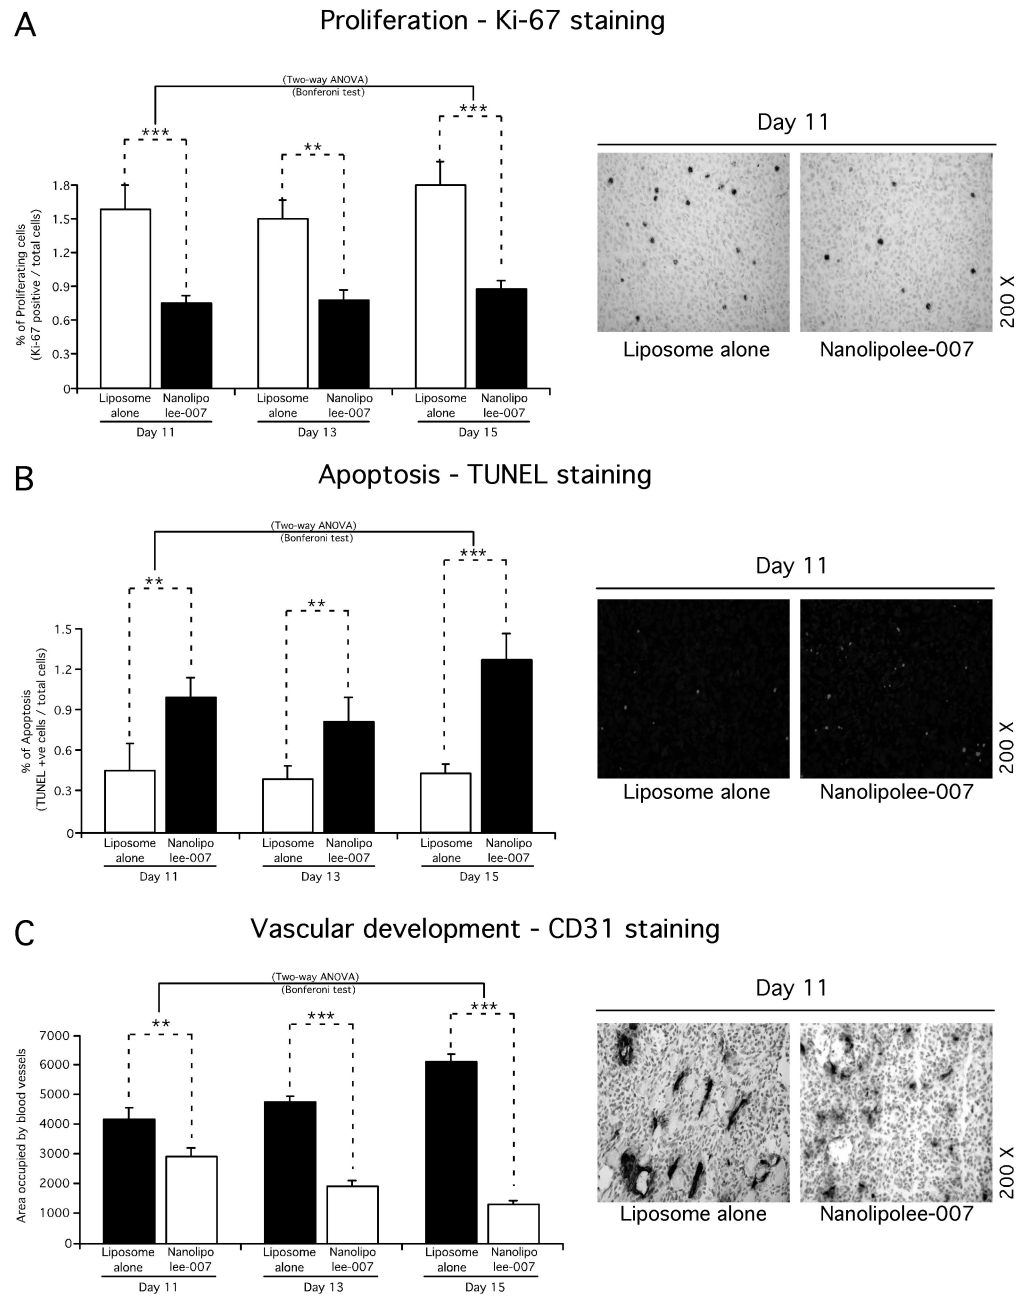 A
Proliferation - Ki-67 staining
(Two-way ANOVA)
(Bonferoni test)
***
**
***
% of Proliferating cells
(Ki-67 positive / total cells)
1.8
1.5
1.2
0.9
0.6
0.3
0
Liposome alone
Nanolipo lee-007
Liposome alone
Nanolipo lee-007
Liposome alone
Nanolipo lee-007
Day 11
Day 13
Day 15
Day 11
Liposome alone
Nanolipolee-007
200 X
B
Apoptosis - TUNEL staining
(Two-way ANOVA)
(Bonferoni test)
**
**
***
% of Apoptosis
(TUNEL +ve cells / total cells)
1.5
1.2
0.9
0.6
0.3
0
Liposome alone
Nanolipo lee-007
Liposome alone
Nanolipo lee-007
Liposome alone
Nanolipo lee-007
Day 11
Day 13
Day 15
Day 11
Liposome alone
Nanolipolee-007
200 X
C
Vascular development - CD31 staining
(Two-way ANOVA)
(Bonferoni test)
**
***
***
Area occupied by blood vessels
7000
6000
5000
4000
3000
2000
1000
0
Liposome alone
Nanolipo lee-007
Liposome alone
Nanolipo lee-007
Liposome alone
Nanolipo lee-007
Day 11
Day 13
Day 15
Day 11
Liposome alone
Nanolipolee-007
200 X